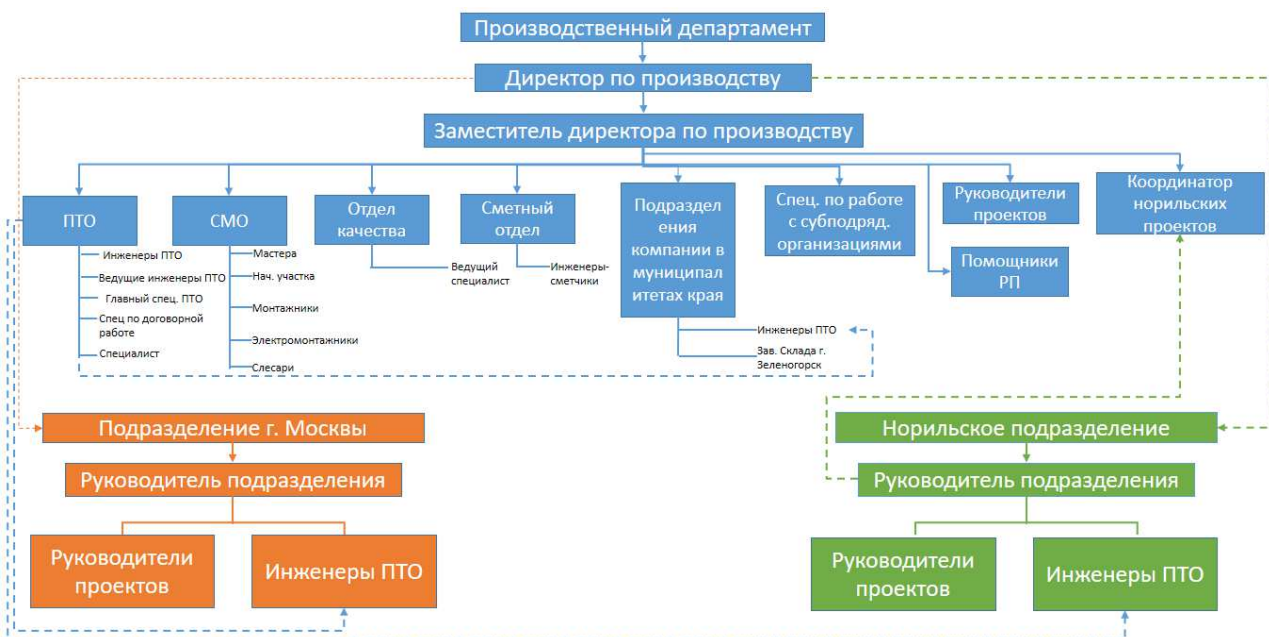 Производственный департамент
Директор по производству
Заместитель директора по производству
ПТО
СМО
Отдел
качества
Сметный
отдел
Подраздел
ения
компании в
муниципал
итетах края
Спец. по работе
с субподряд.
организациями
Руководители
проектов
Координатор
норильских
проектов
Помощники
РП
Инженеры ПТО
Ведущие инженеры ПТО
Главный спец. ПТО
Спец по договорной
работе
Специалист
Мастера
Нач. участка
Монтажники
Электромонтажники
Слесари
Ведущий
специалист
Инженеры-
сметчики
Инженеры ПТО
Зав. Склада г.
Зеленогорск
Подразделение г. Москвы
Руководитель подразделения
Руководители
проектов
Инженеры ПТО
Норильское подразделение
Руководитель подразделения
Руководители
проектов
Инженеры ПТО